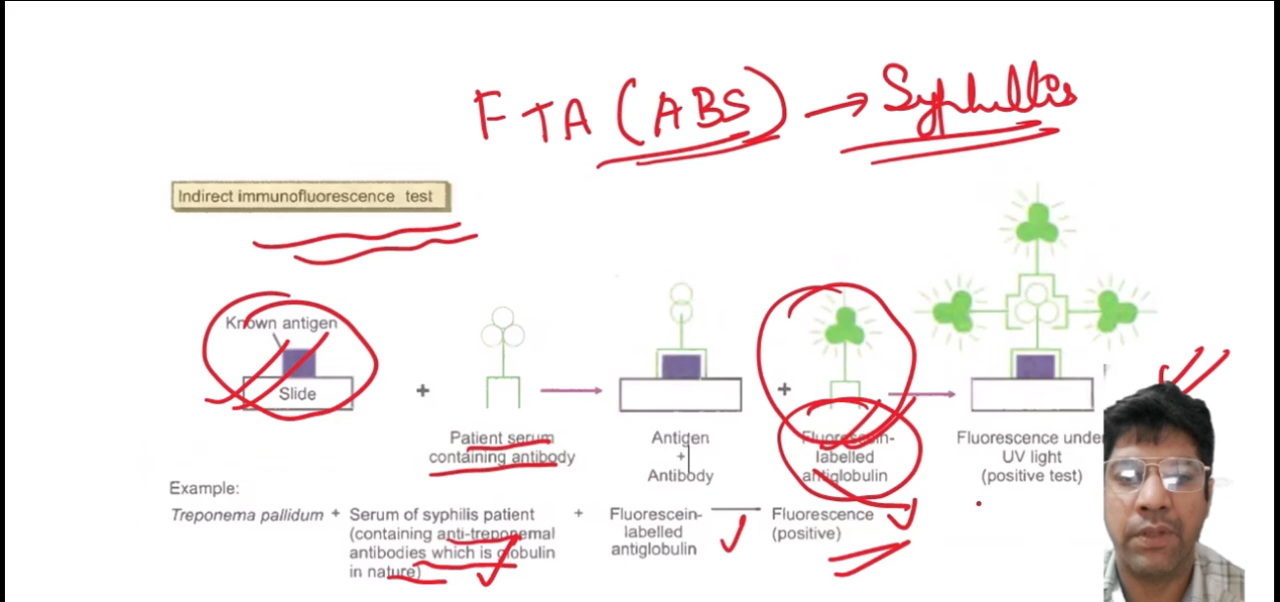 FTA (ABS) → Syphillis
Indirect immunofluorescence test
Known antigen
Slide
+
Patient serum
containing antibody
Antigen
+
Antibody
+
Fluorescein-
labelled
antiglobulin
Fluorescence unde
UV light
(positive test)
Example:
Treponema pallidum + Serum of syphilis patient
(containing anti-treponemal
antibodies which is globulin
in nature)
+
Fluorescein-
labelled
antiglobulin
Fluorescence
(positive)